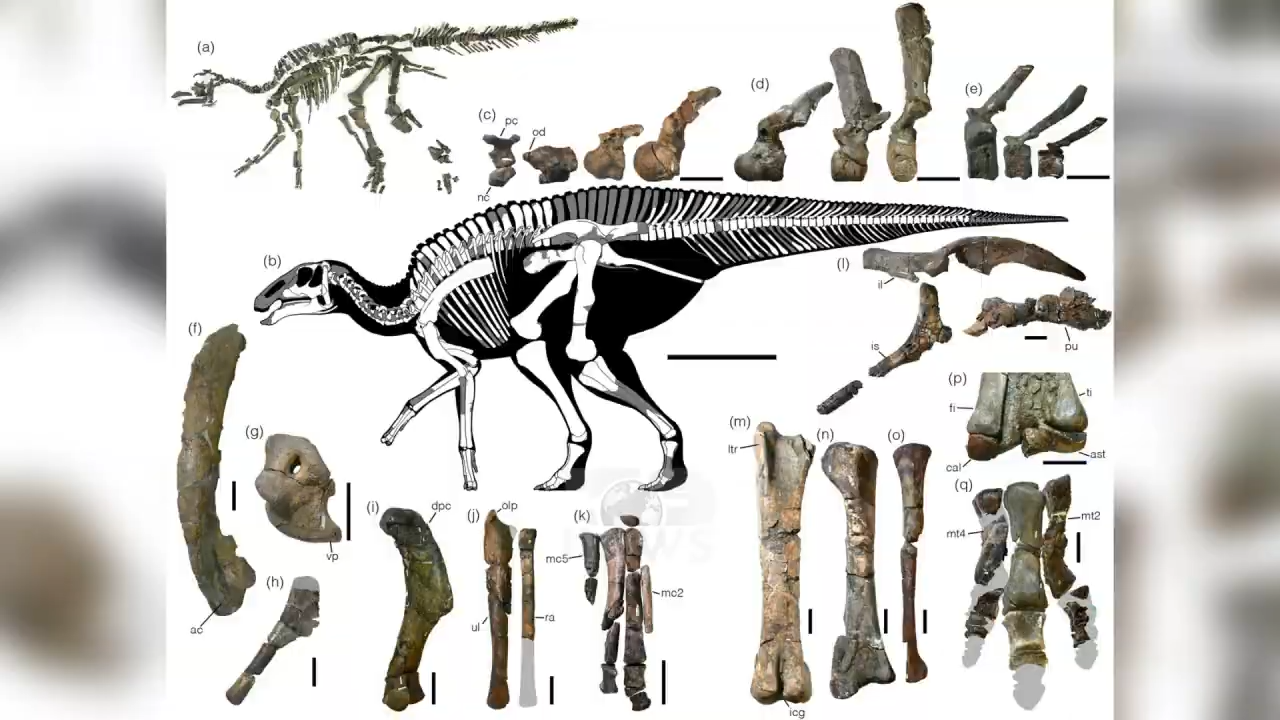 (a)
(c)
pc
od
nc
(d)
(e)
(b)
(l)
il
is
pu
(f)
ac
(g)
vp
(h)
(i)
dpc
(j)
olp
ul
ra
(k)
mc5
mc2
(m)
ltr
icg
(n)
(o)
(p)
fi
ti
cal
ast
(q)
mt4
mt2